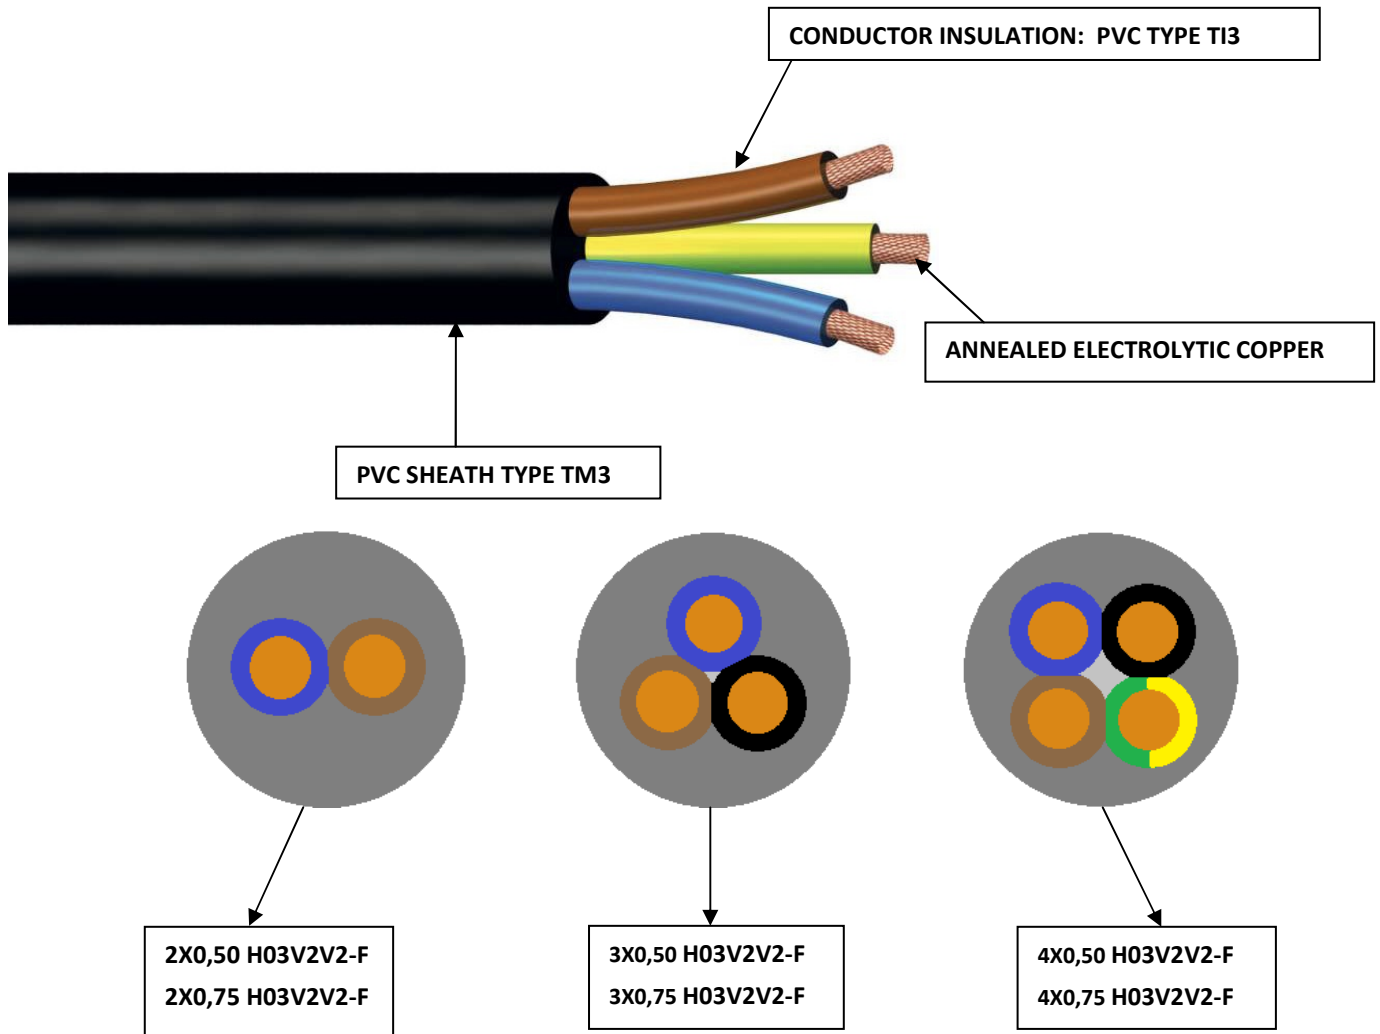 CONDUCTOR INSULATION: PVC TYPE TI3
ANNEALED ELECTROLYTIC COPPER
PVC SHEATH TYPE TM3
2X0,50 H03V2V2-F
2X0,75 H03V2V2-F
3X0,50 H03V2V2-F
3X0,75 H03V2V2-F
4X0,50 H03V2V2-F
4X0,75 H03V2V2-F